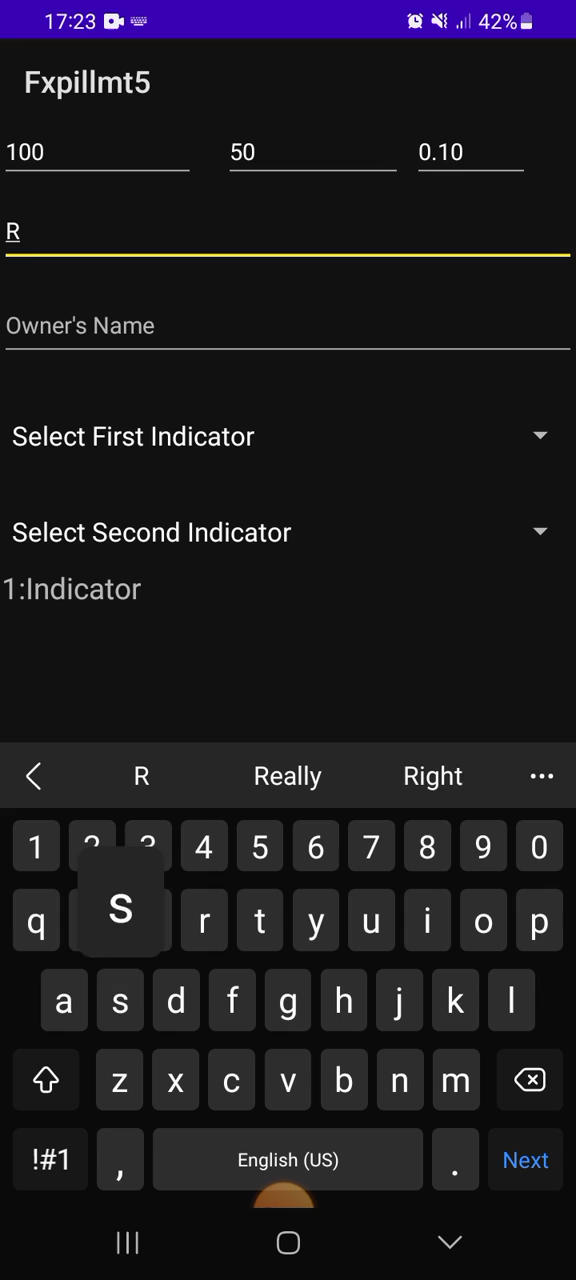 17:23 42%
Fxpillmt5
100 50 0.10
R
Owner's Name
Select First Indicator
Select Second Indicator
1:Indicator
R Really Right
1 2 3 4 5 6 7 8 9 0
s
q r t y u i o p
a s d f g h j k l
z x c v b n m
!#1 , English (US) . Next